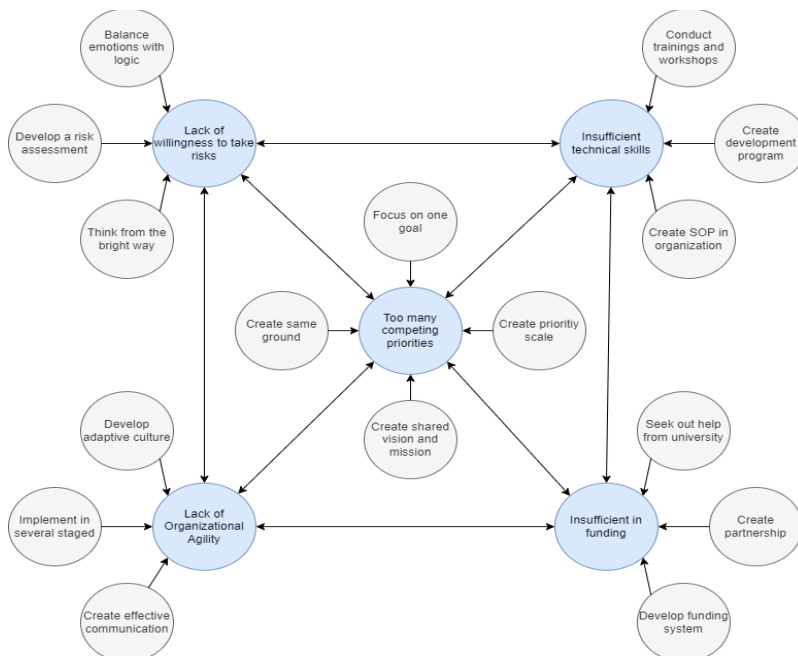 Balance
emotions with
logic
Conduct
trainings and
workshops
Develop a risk
assessment
Lack of
willingness to take
risks
Insufficient
technical skills
Create
development
program
Think from the
bright way
Focus on one
goal
Create SOP in
organization
Create same
ground
Too many
competing
priorities
Create prioritiy
scale
Develop
adaptive culture
Create shared
vision and
mission
Seek out help
from university
Implement in
several staged
Lack of
Organizational
Agility
Insufficient in
funding
Create
partnership
Create effective
communication
Develop funding
system